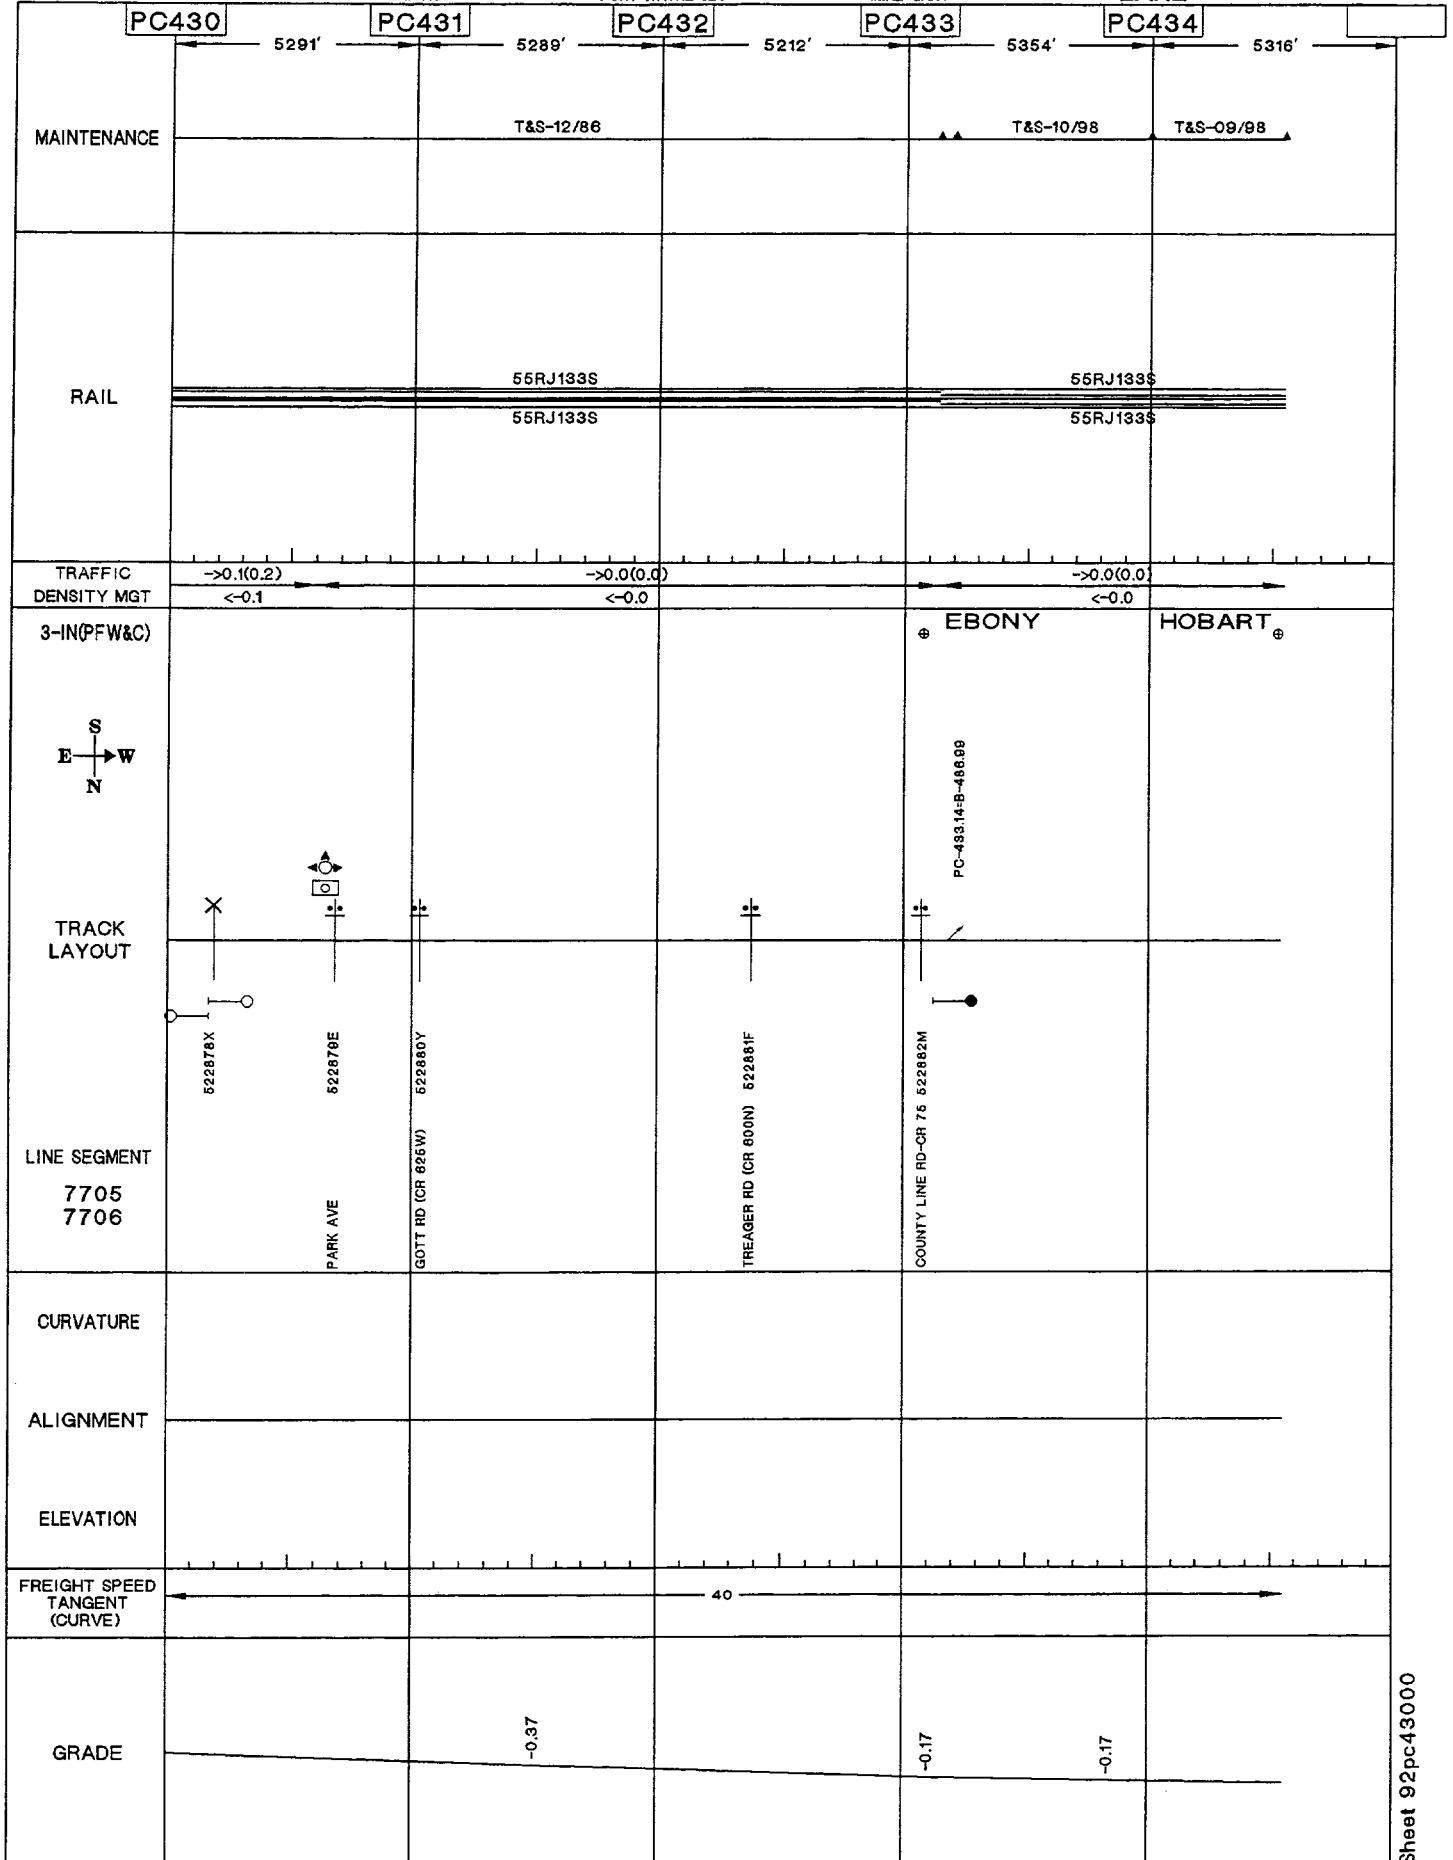 PC430 PC431 PC432 PC433 PC434
5291' 5289' 5212' 5354' 5316'
MAINTENANCE
T&S-12/86 T&S-10/98 T&S-09/98
RAIL
55RJ133S 55RJ133S
55RJ133S 55RJ133S
TRAFFIC
DENSITY MGT
->0.1(0.2) ->0.0(0.0) ->0.0(0.0)
<-0.1 <-0.0 <-0.0
3-IN(PFW&C)
EBONY HOBART
S
E W
N
PC-433.14=B-486.99
TRACK
LAYOUT
522878X
PARK AVE 522879E
GOTT RD (CR 625W) 522880Y
TREAGER RD (CR 600N) 522881F
COUNTY LINE RD-CR 75 522882M
LINE SEGMENT
7705
7706
CURVATURE
ALIGNMENT
ELEVATION
FREIGHT SPEED
TANGENT
(CURVE)
40
GRADE
-0.37
-0.17
-0.17
Sheet 92pc43000